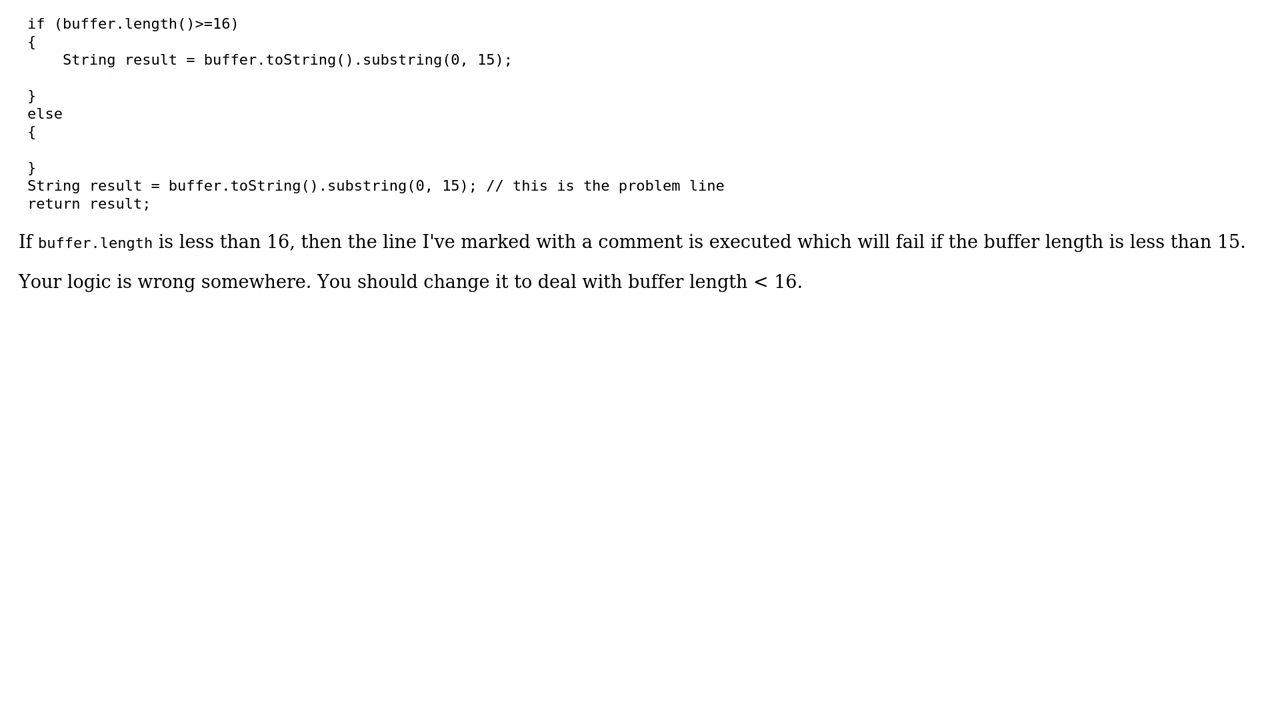 if (buffer.length()>=16)
{
    String result = buffer.toString().substring(0, 15);
}
else
{
}
String result = buffer.toString().substring(0, 15); // this is the problem line
return result;
If buffer.length is less than 16, then the line I've marked with a comment is executed which will fail if the buffer length is less than 15.
Your logic is wrong somewhere. You should change it to deal with buffer length < 16.